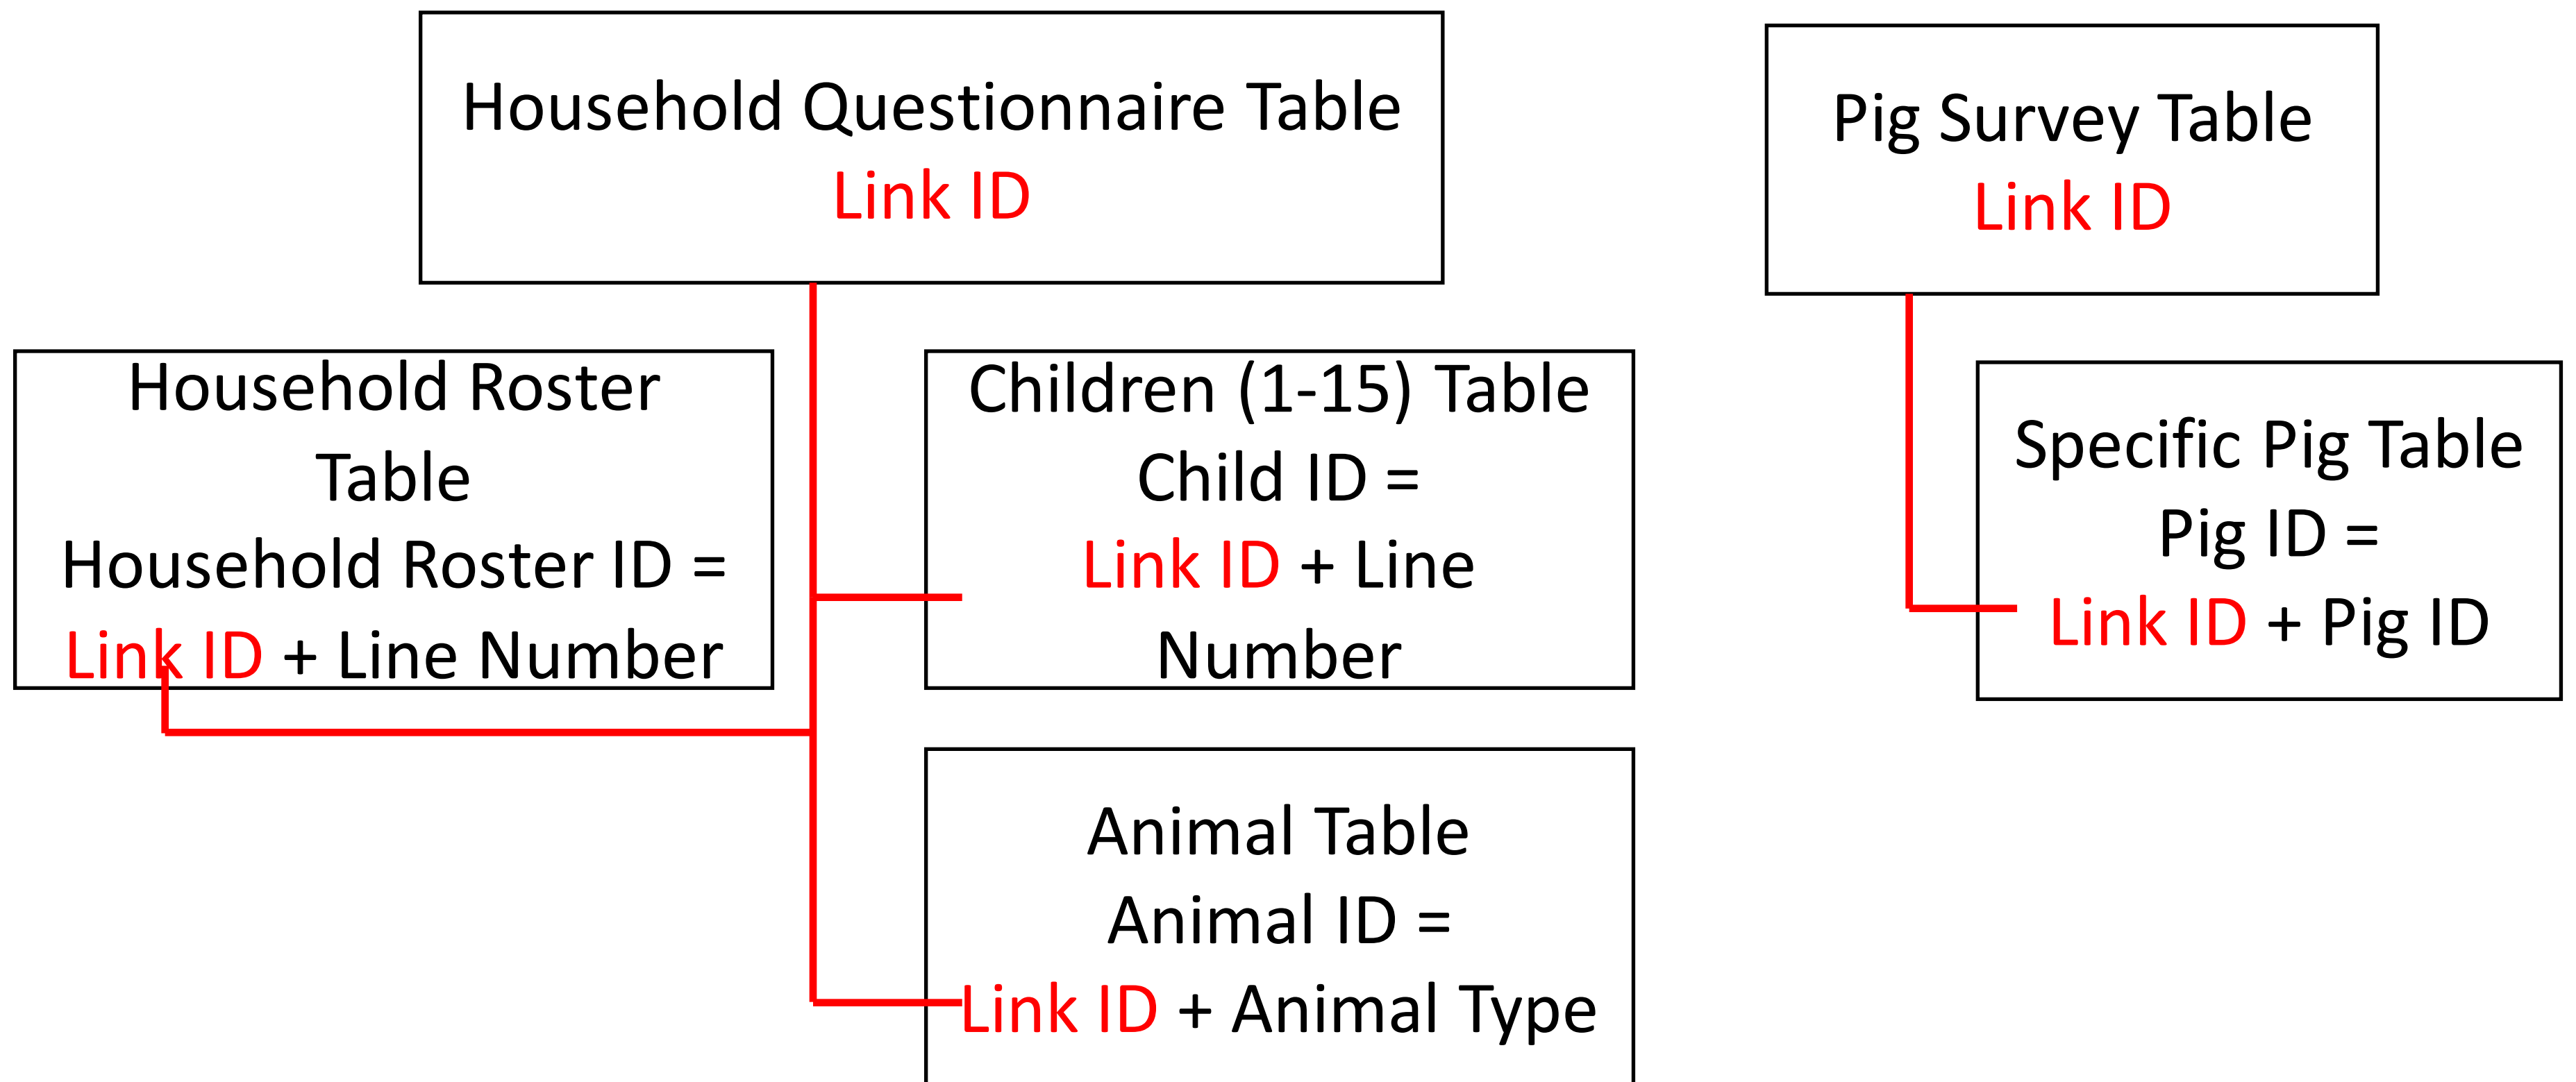 Household Questionnaire Table
Link ID
Pig Survey Table
Link ID
Household Roster
Table
Household Roster ID =
Link ID + Line Number
Children (1-15) Table
Child ID =
Link ID + Line
Number
Specific Pig Table
Pig ID =
Link ID + Pig ID
Animal Table
Animal ID =
Link ID + Animal Type